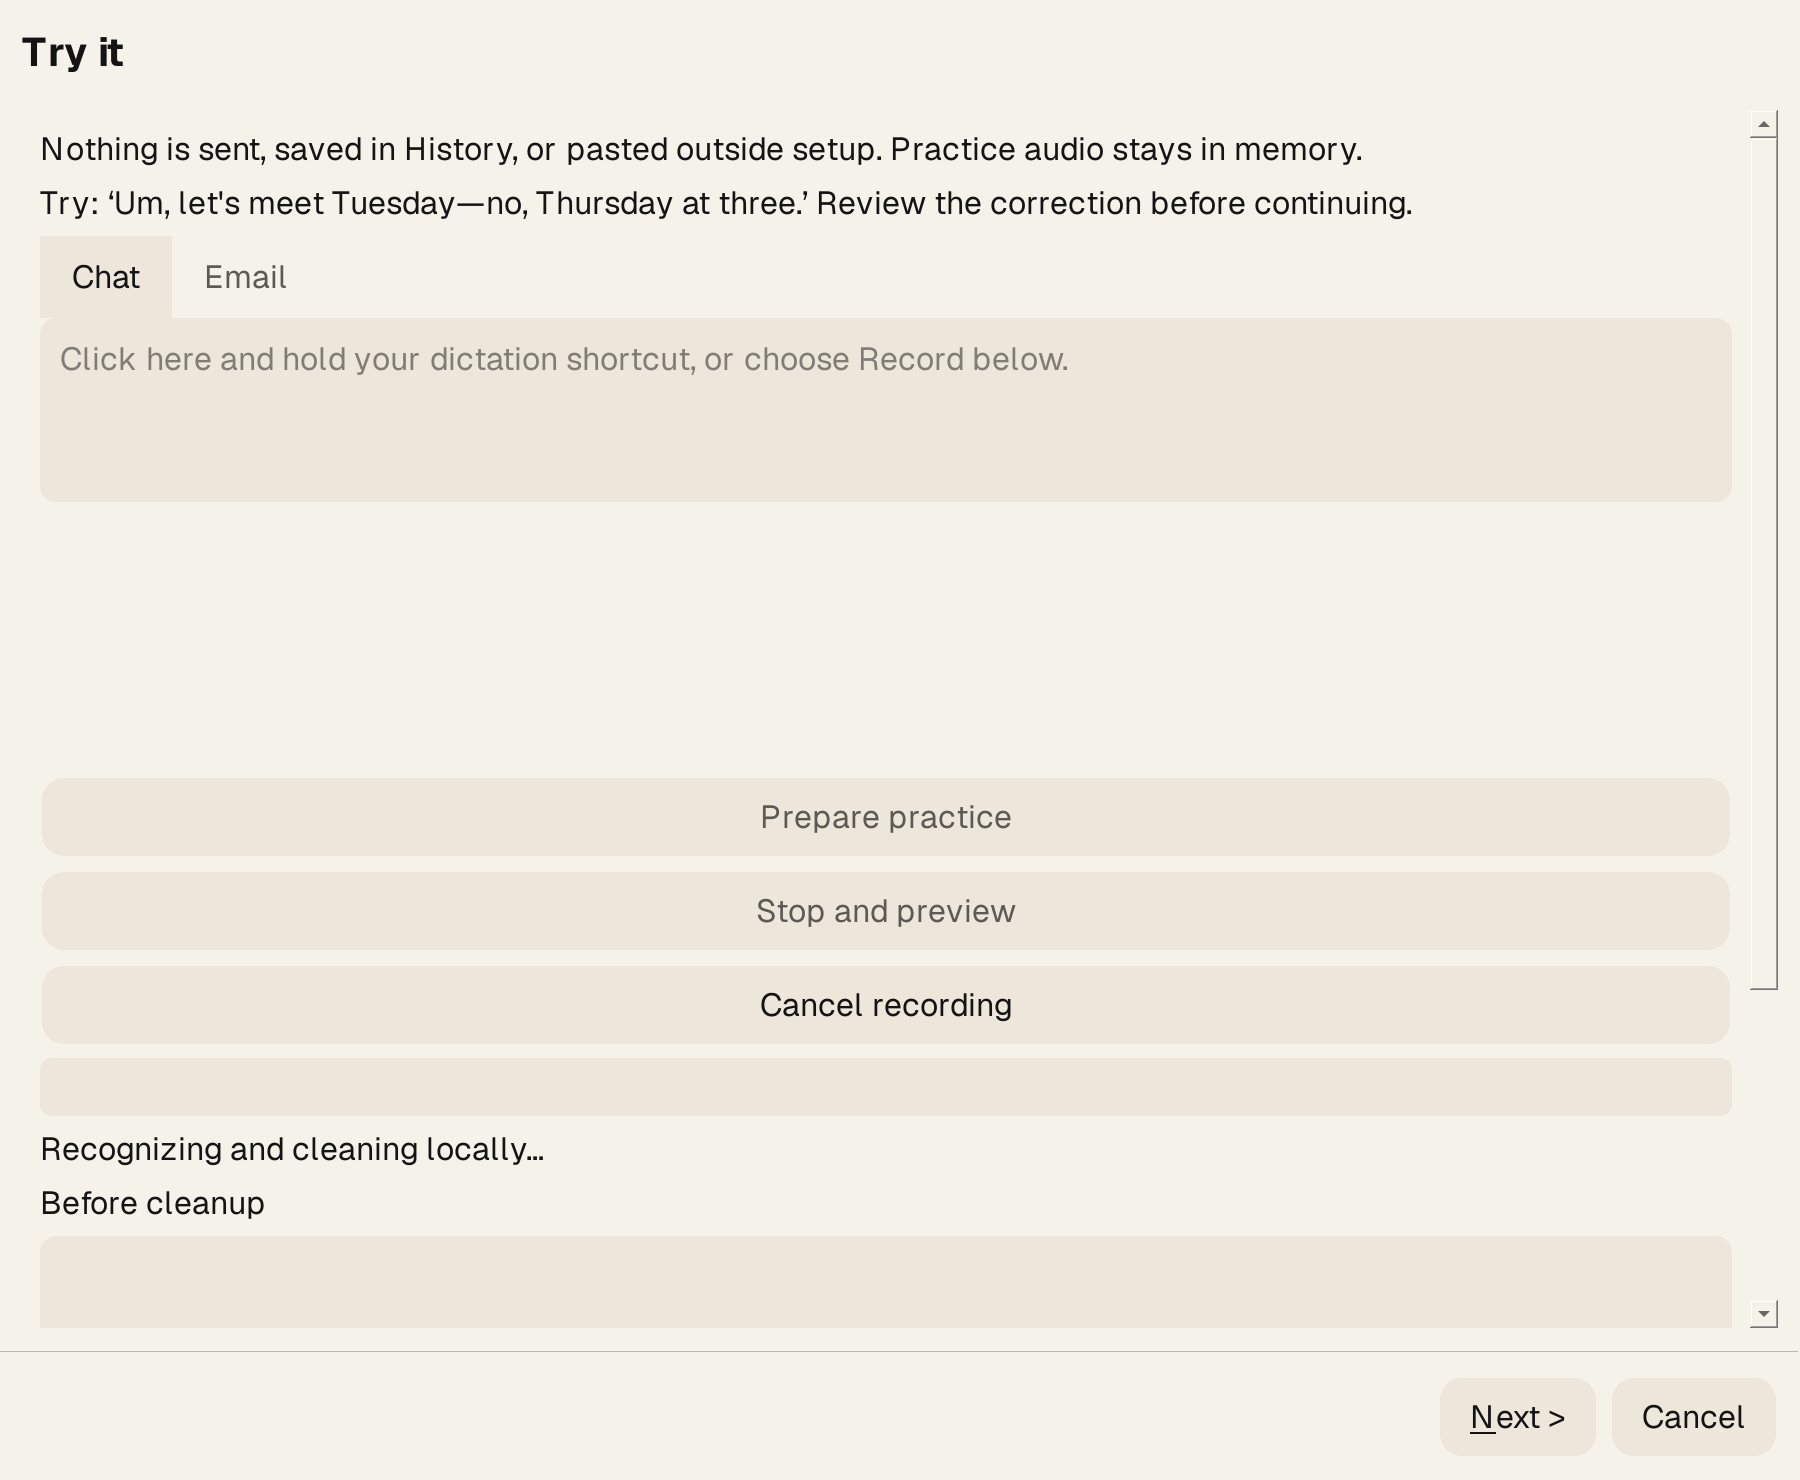 Try it
Nothing is sent, saved in History, or pasted outside setup. Practice audio stays in memory.
Try: ‘Um, let's meet Tuesday—no, Thursday at three.’ Review the correction before continuing.
Chat
Email
Click here and hold your dictation shortcut, or choose Record below.
Prepare practice
Stop and preview
Cancel recording
Recognizing and cleaning locally…
Before cleanup
Next >
Cancel